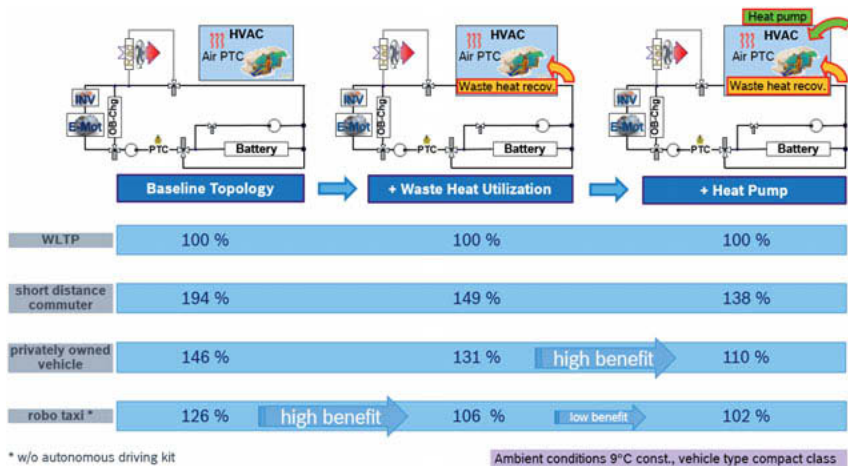 Heat pump
HVAC
Air PTC
HVAC
Air PTC
HVAC
Air PTC
Waste heat recov.
Waste heat recov.
INV
OB-Chg
E-Mot
PTC
Battery
INV
OB-Chg
E-Mot
PTC
Battery
INV
OB-Chg
E-Mot
PTC
Battery
Baseline Topology
+ Waste Heat Utilization
+ Heat Pump
WLTP
100 %
100 %
100 %
short distance
commuter
194 %
149 %
138 %
privately owned
vehicle
146 %
131 %
high benefit
110 %
robo taxi *
126 %
high benefit
106 %
low benefit
102 %
* w/o autonomous driving kit
Ambient conditions 9°C const., vehicle type compact class